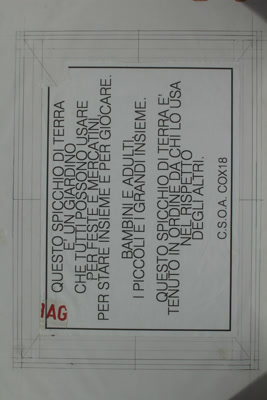 QUESTO SPICCHIO DI TERRA
E' UN GIARDINO
CHE TUTTI POSSONO USARE
PER FESTE E MERCATINI,
PER STARE INSIEME E PER GIOCARE.
BAMBINI E ADULTI
I PICCOLI E I GRANDI INSIEME.
QUESTO SPICCHIO DI TERRA E'
TENUTO IN ORDINE DA CHI LO USA
NEL RISPETTO
DEGLI ALTRI.
C.S.O.A. COX18
AG